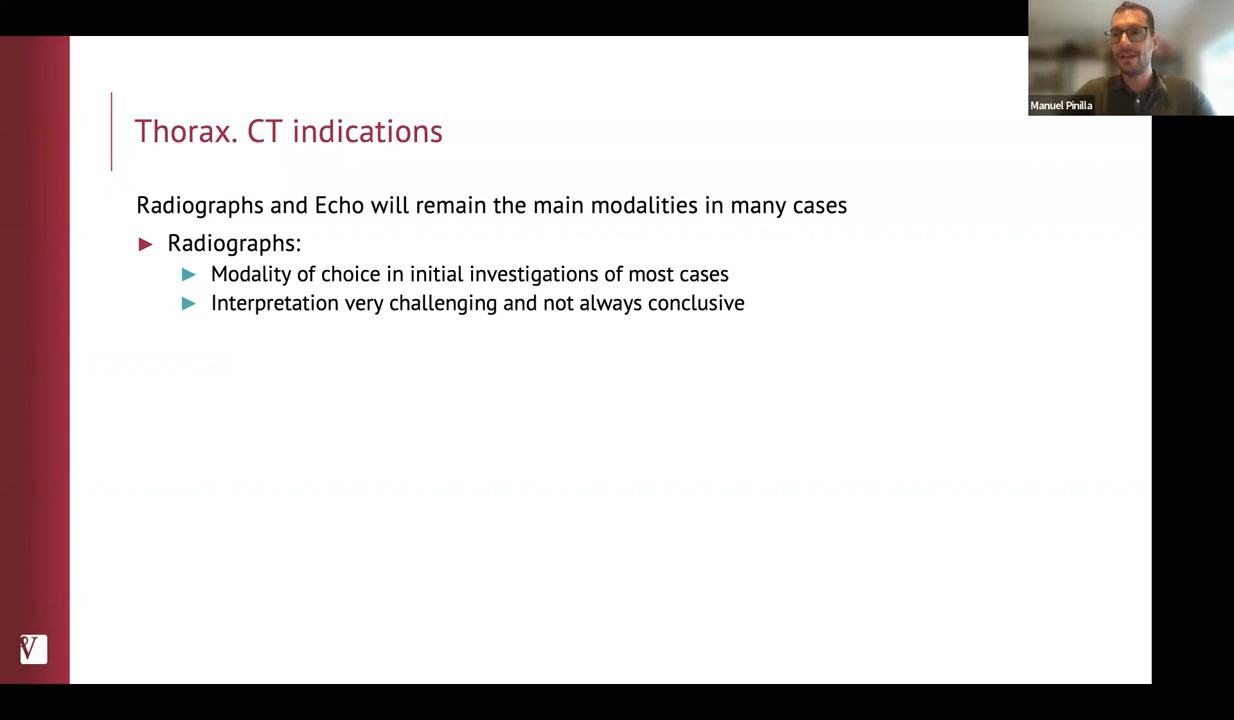 Manuel Pinilla
Thorax. CT indications
Radiographs and Echo will remain the main modalities in many cases
Radiographs:
Modality of choice in initial investigations of most cases
Interpretation very challenging and not always conclusive
V